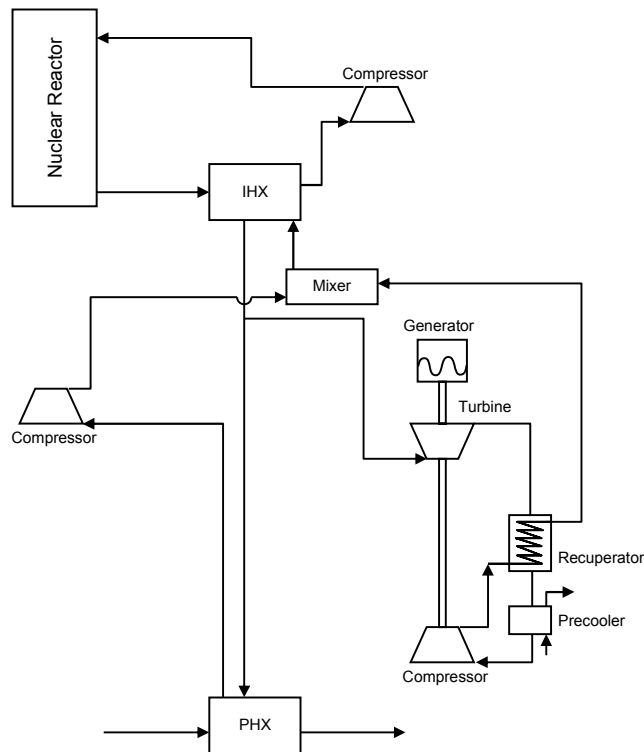 Nuclear Reactor
Compressor
IHX
Mixer
Generator
Turbine
Compressor
Recuperator
Precooler
Compressor
PHX